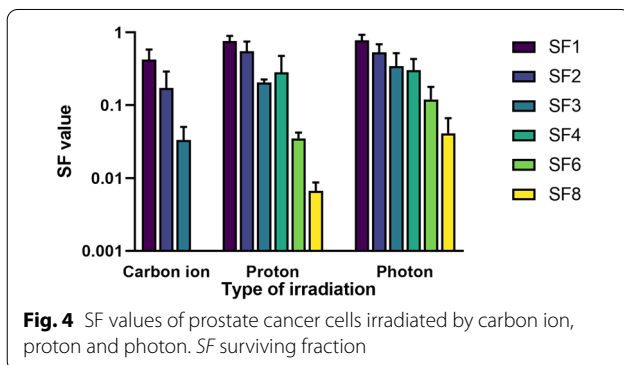 1
0.1
0.01
0.001
SF value
Carbon ion Proton Photon
Type of irradiation
SF1
SF2
SF3
SF4
SF6
SF8
Fig. 4 SF values of prostate cancer cells irradiated by carbon ion,
proton and photon. SF surviving fraction